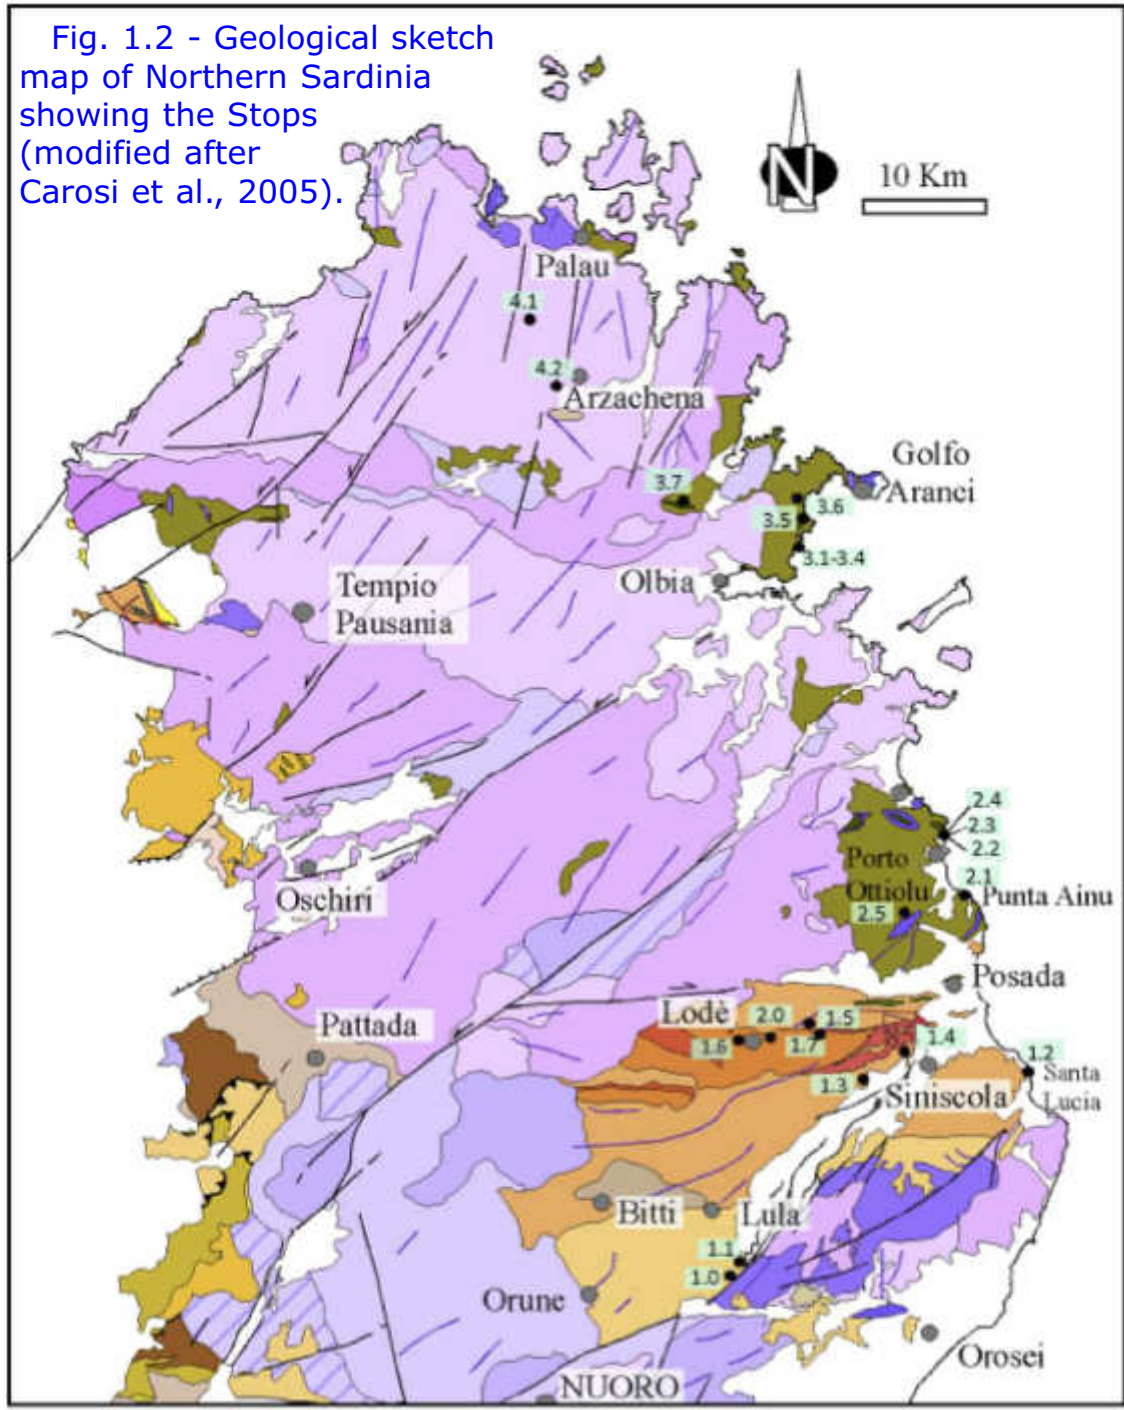 Fig. 1.2 - Geological sketch
map of Northern Sardinia
showing the Stops
(modified after
Carosi et al., 2005).
N
10 Km
Palau
4.1
4.2
Arzachena
Golfo
Aranci
3.7
3.6
3.5
3.1-3.4
Olbia
Tempio
Pausania
2.4
2.3
2.2
Porto
Ottiolu
2.1
Punta Ainu
2.5
Oschiri
Posada
Lodè
2.0
1.5
1.6
1.7
1.4
1.2
Santa
Lucia
1.3
Siniscola
Pattada
Bitti
Lula
1.1
1.0
Orune
Orosei
NUORO